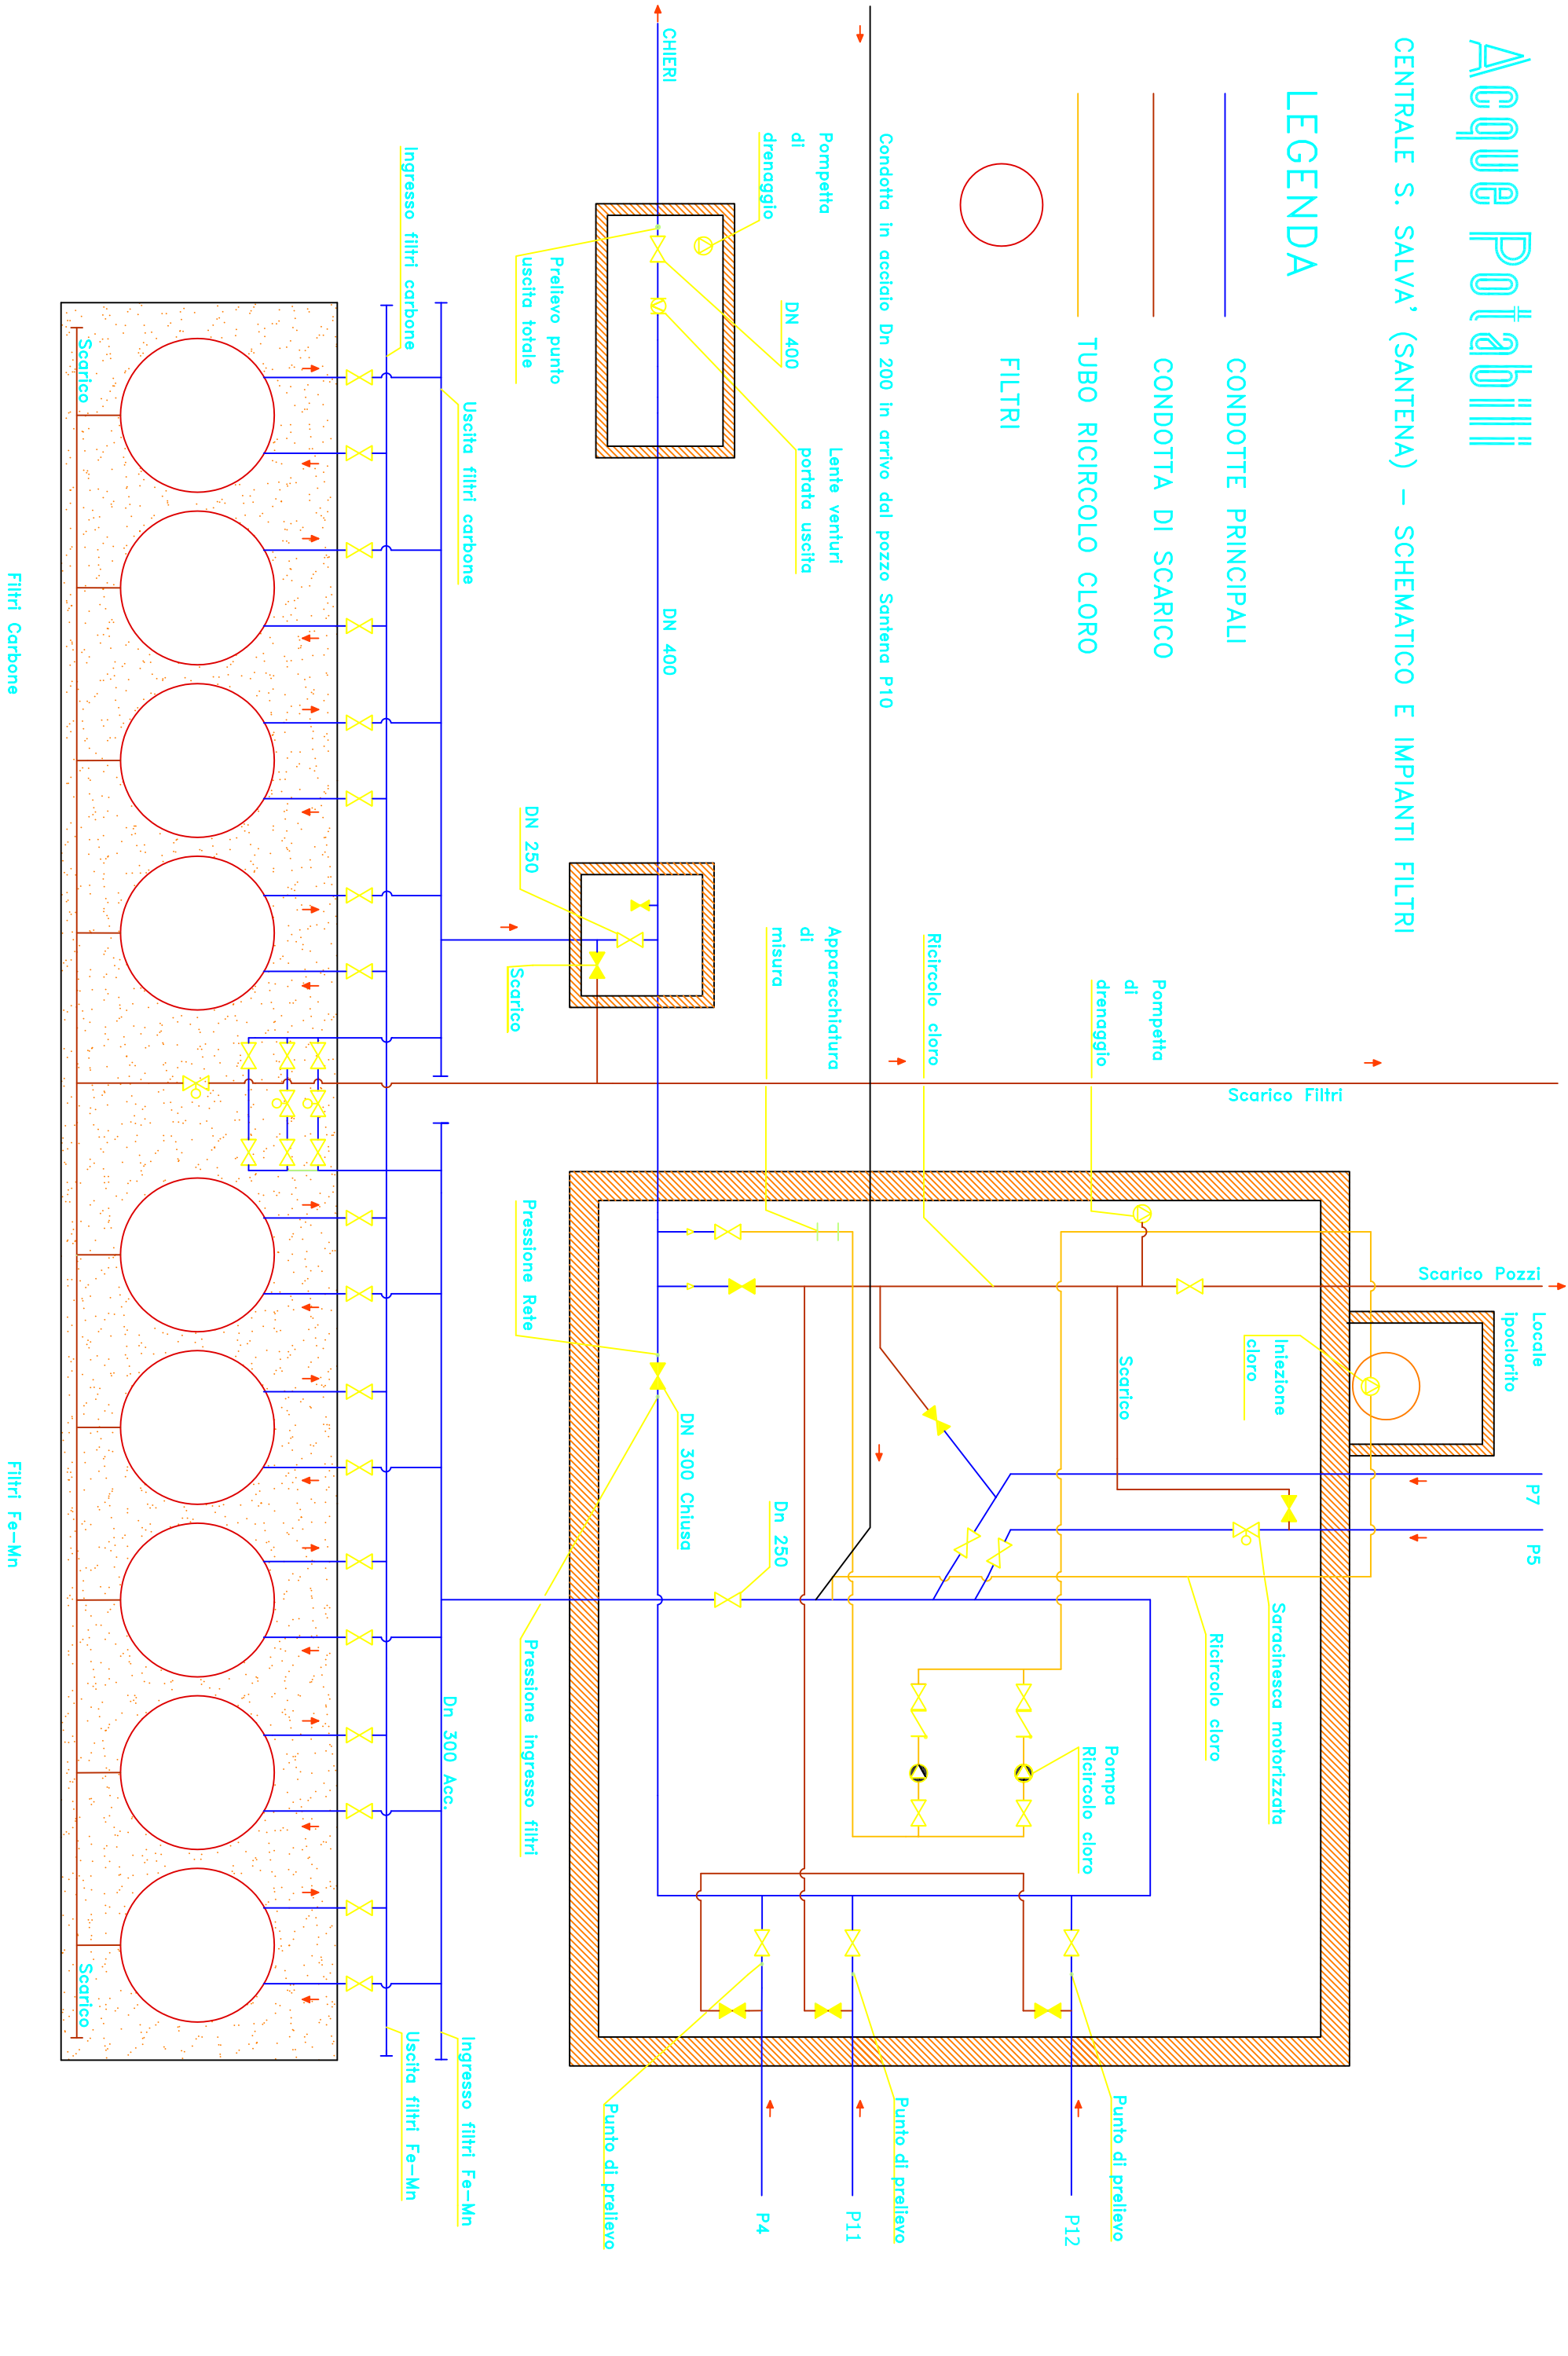 Acque Potabili
CENTRALE S. SALVA' (SANTENA) - SCHEMATICO E IMPIANTI FILTRI
LEGENDA
CONDOTTE PRINCIPALI
CONDOTTA DI SCARICO
TUBO RICIRCOLO CLORO
FILTRI
Condotta in acciaio Dn 200 in arrivo dal pozzo Santena P10
CHIERI
Pompetta
di
drenaggio
DN 400
Prelievo punto
uscita totale
Lente venturi
portata uscita
DN 400
Ingresso filtri carbone
Uscita filtri carbone
Scarico
Filtri Carbone
DN 250
Scarico
Apparecchiatura
di
misura
Ricircolo cloro
Pompetta
di
drenaggio
Scarico Filtri
Scarico Pozzi
Locale
ipoclorito
Iniezione
cloro
Scarico
P7
P5
Saracinesca motorizzata
Ricircolo cloro
Pompa
Ricircolo cloro
Pressione Rete
DN 300 Chiusa
Dn 250
Pressione ingresso filtri
Dn 300 Acc.
Filtri Fe-Mn
Scarico
Uscita filtri Fe-Mn
Ingresso filtri Fe-Mn
Punto di prelievo
Punto di prelievo
Punto di prelievo
P4
P11
P12